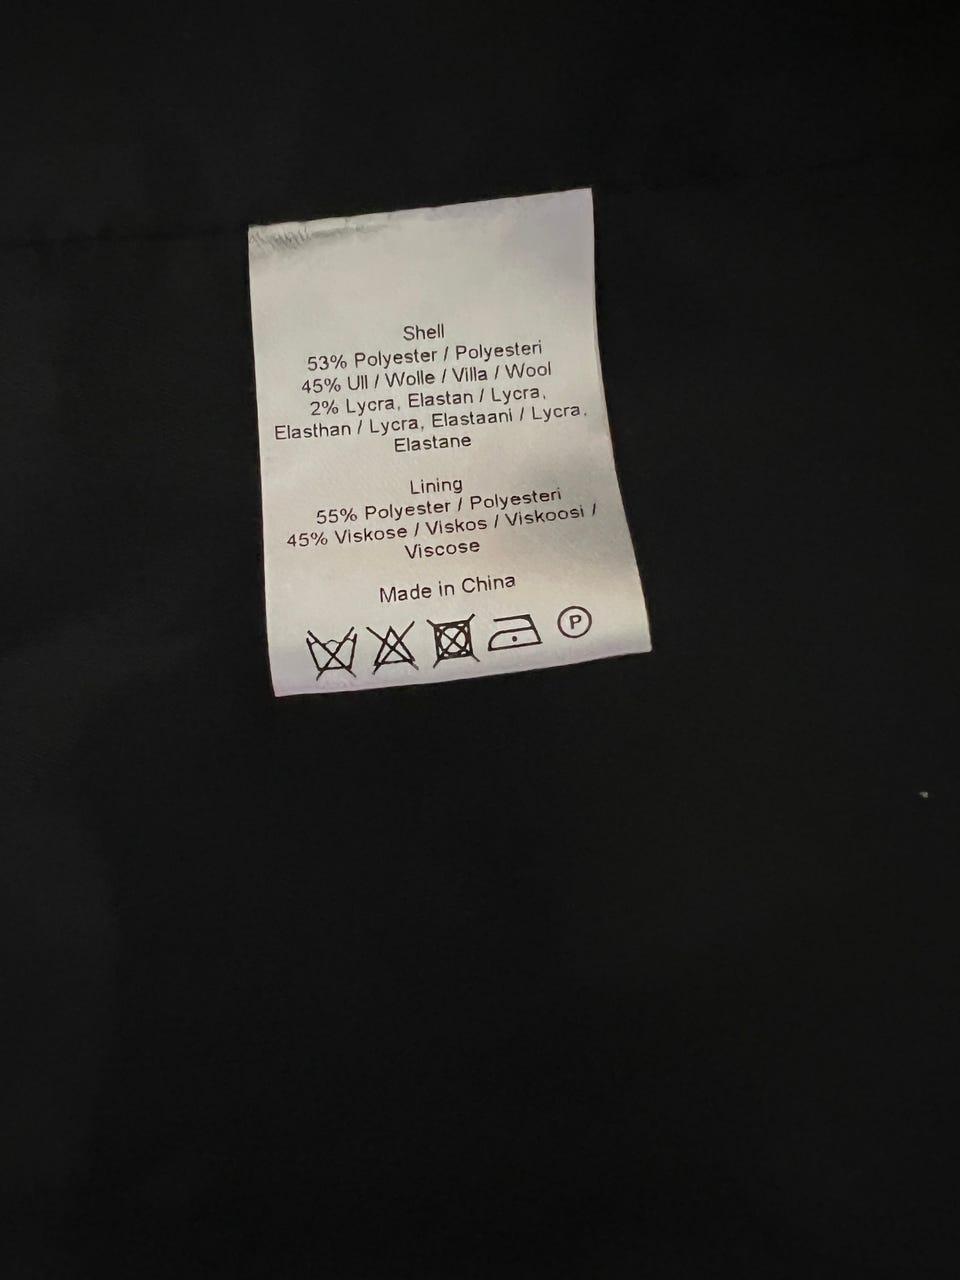 Shell
53% Polyester / Polyesteri
45% Ull / Wolle / Villa / Wool
2% Lycra, Elastan / Lycra,
Elasthan / Lycra, Elastaani / Lycra,
Elastane
Lining
55% Polyester / Polyesteri
45% Viskose / Viskos / Viskoosi /
Viscose
Made in China
P